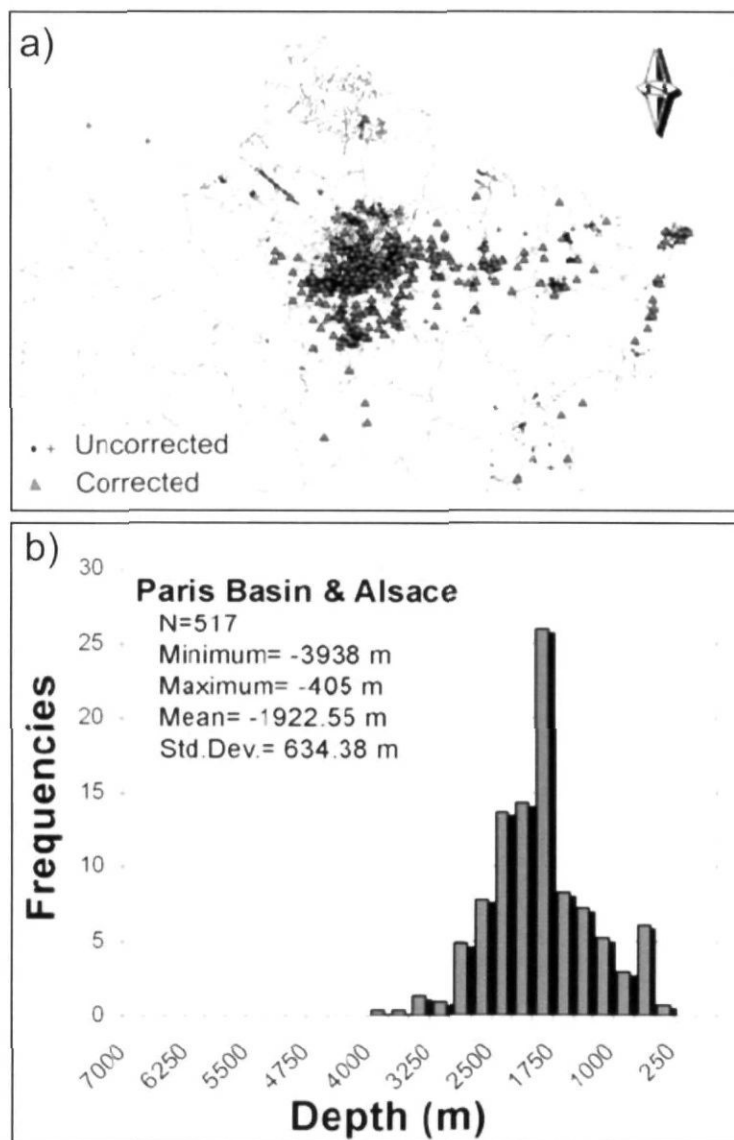 a)
• + Uncorrected
▲ Corrected
b)
30
25
20
15
10
5
0
Frequencies
Paris Basin & Alsace
N=517
Minimum= -3938 m
Maximum= -405 m
Mean= -1922.55 m
Std.Dev.= 634.38 m
7000 6250 5500 4750 4000 3250 2500 1750 1000 250
Depth (m)